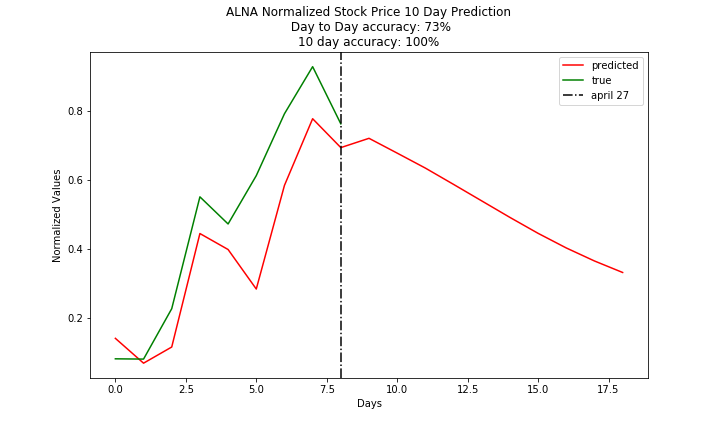 ALNA Normalized Stock Price 10 Day Prediction
Day to Day accuracy: 73%
10 day accuracy: 100%
predicted
true
april 27
0.8
0.6
0.4
0.2
Normalized Values
0.0
2.5
5.0
7.5
10.0
12.5
15.0
17.5
Days